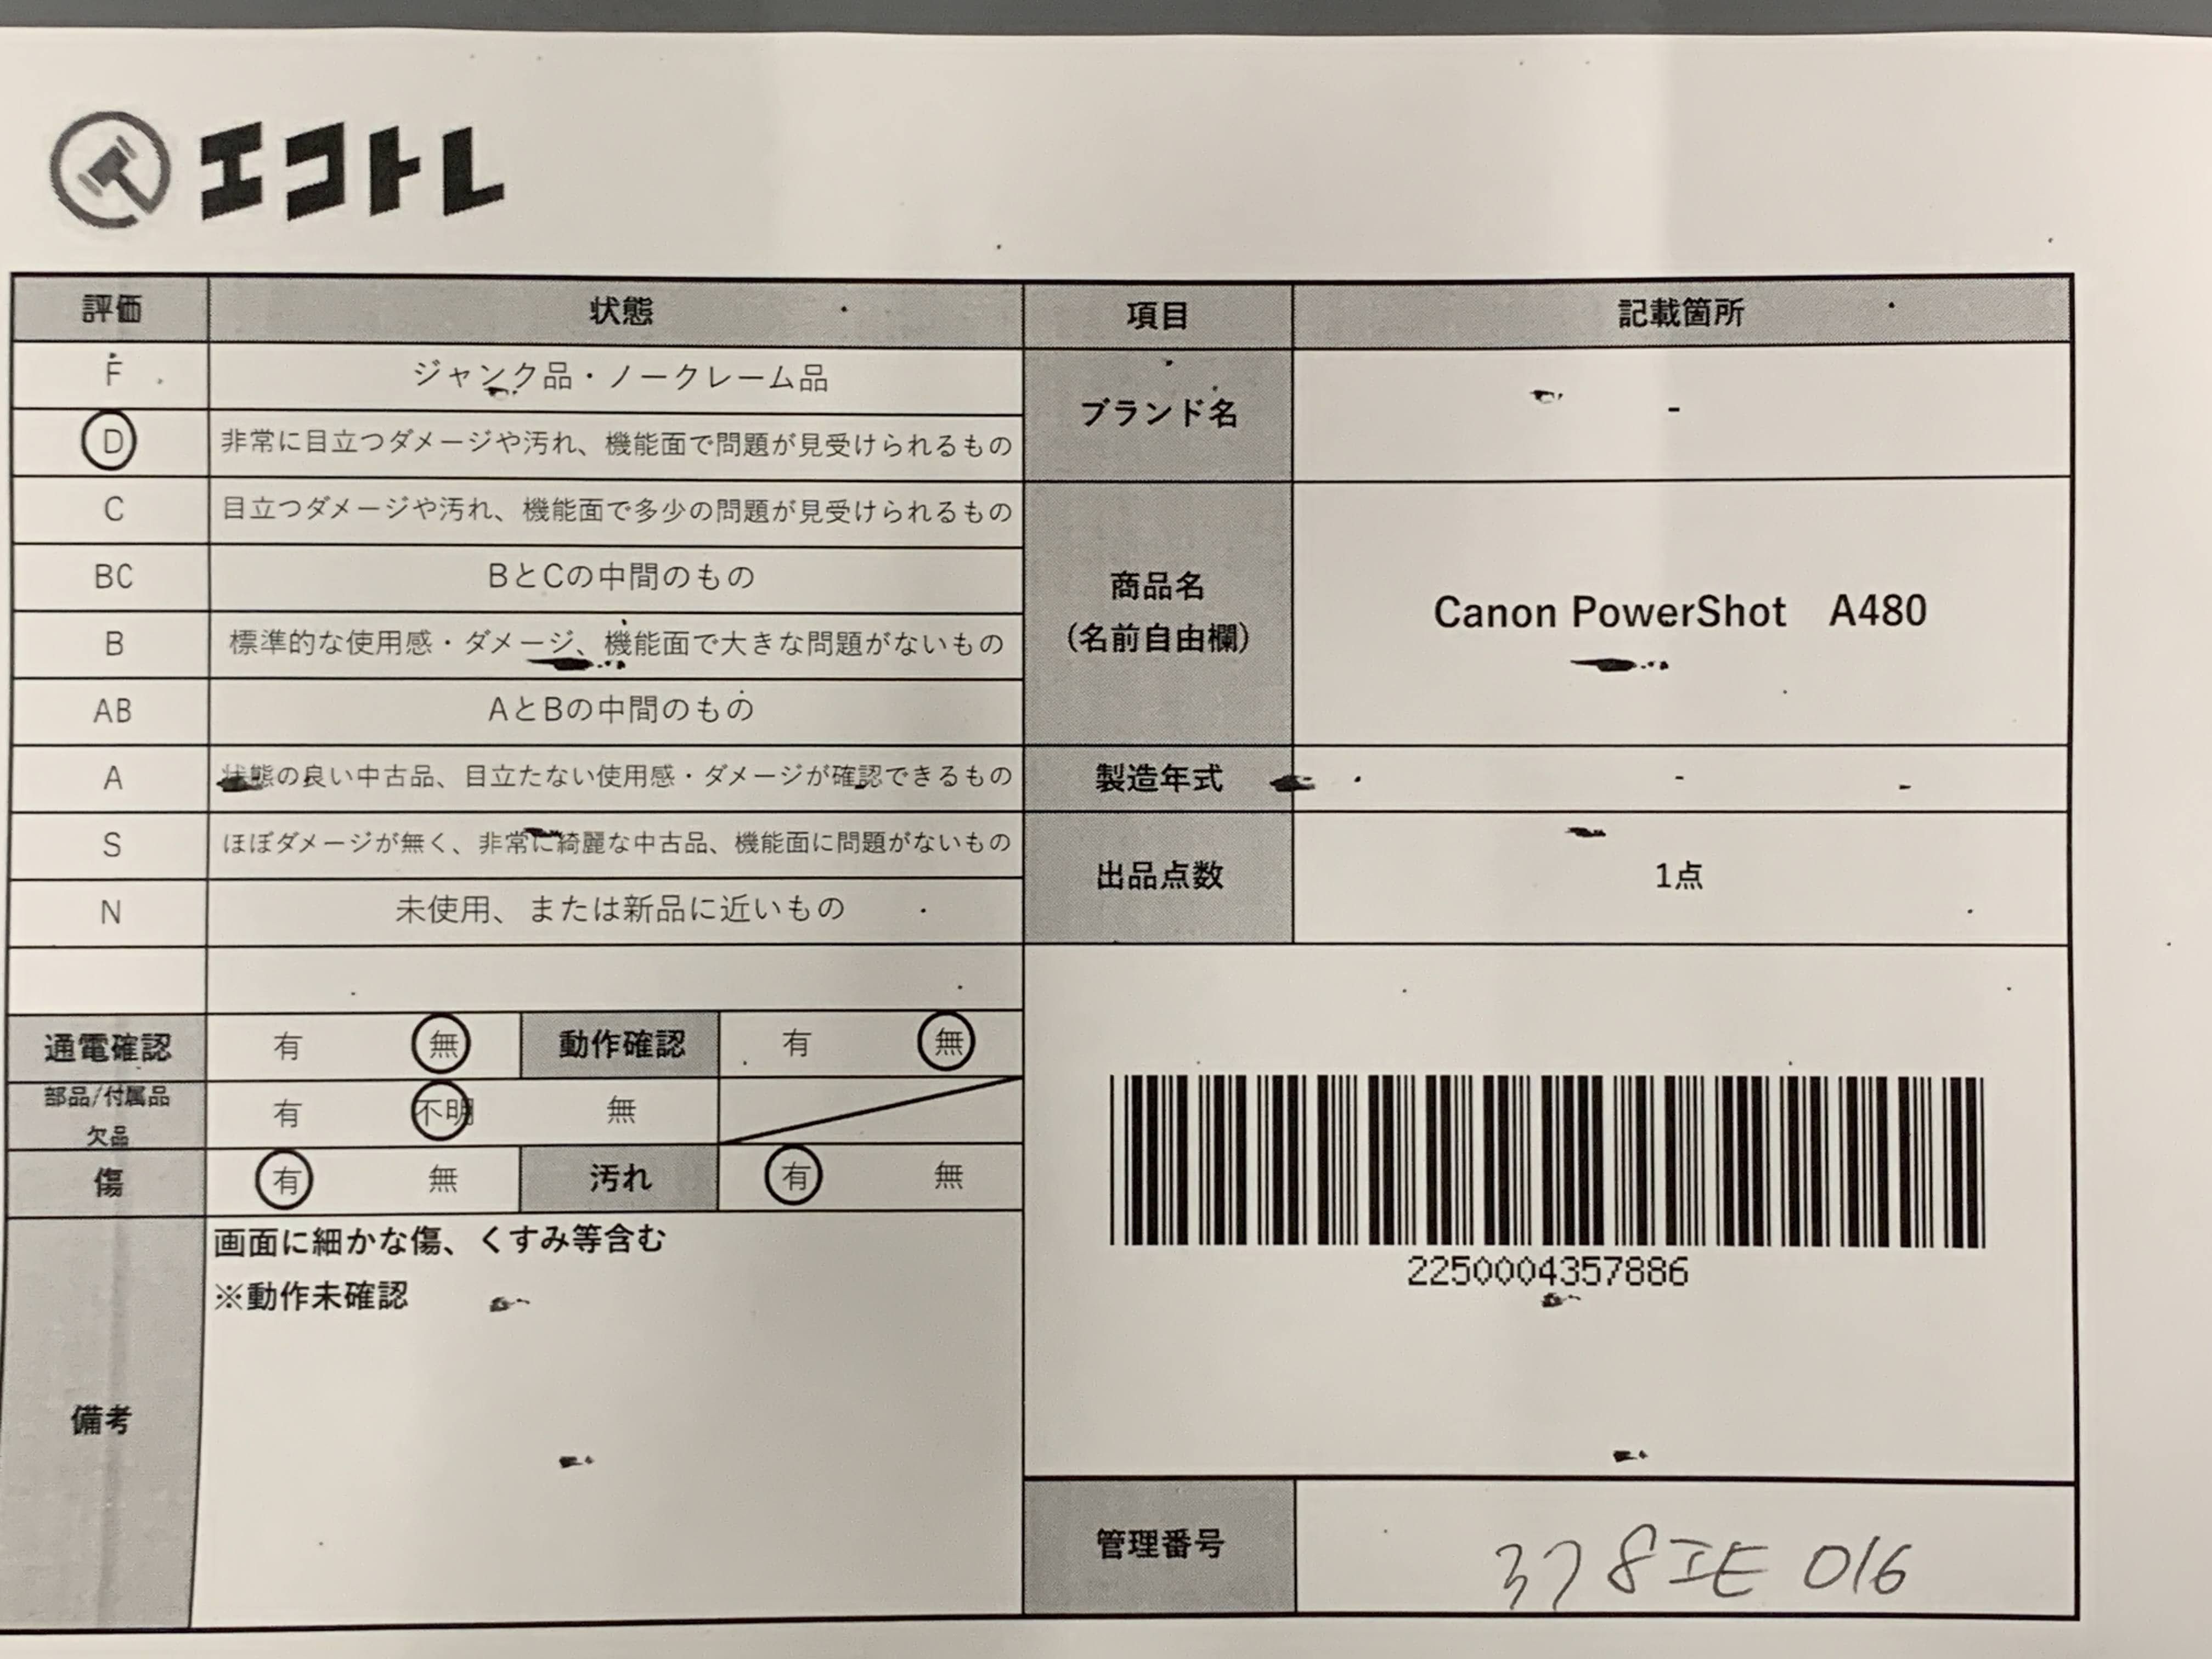 エコトレ
評価 状態 項目 記載箇所
F ジャンク品・ノークレーム品
D 非常に目立つダメージや汚れ、機能面で問題が見受けられるもの
ブランド名 -
C 目立つダメージや汚れ、機能面で多少の問題が見受けられるもの
BC BとCの中間のもの
B 標準的な使用感・ダメージ、機能面で大きな問題がないもの
商品名
(名前自由欄)
Canon PowerShot A480
AB AとBの中間のもの
A 状態の良い中古品、目立たない使用感・ダメージが確認できるもの
製造年式 -
S ほぼダメージが無く、非常に綺麗な中古品、機能面に問題がないもの
出品点数 1点
N 未使用、または新品に近いもの
通電確認 有 無 動作確認 有 無
部品/付属品
欠品
有 不明 無
傷 有 無 汚れ 有 無
備考
画面に細かな傷、くすみ等含む
※動作未確認
2250004357886
管理番号 378IE 016